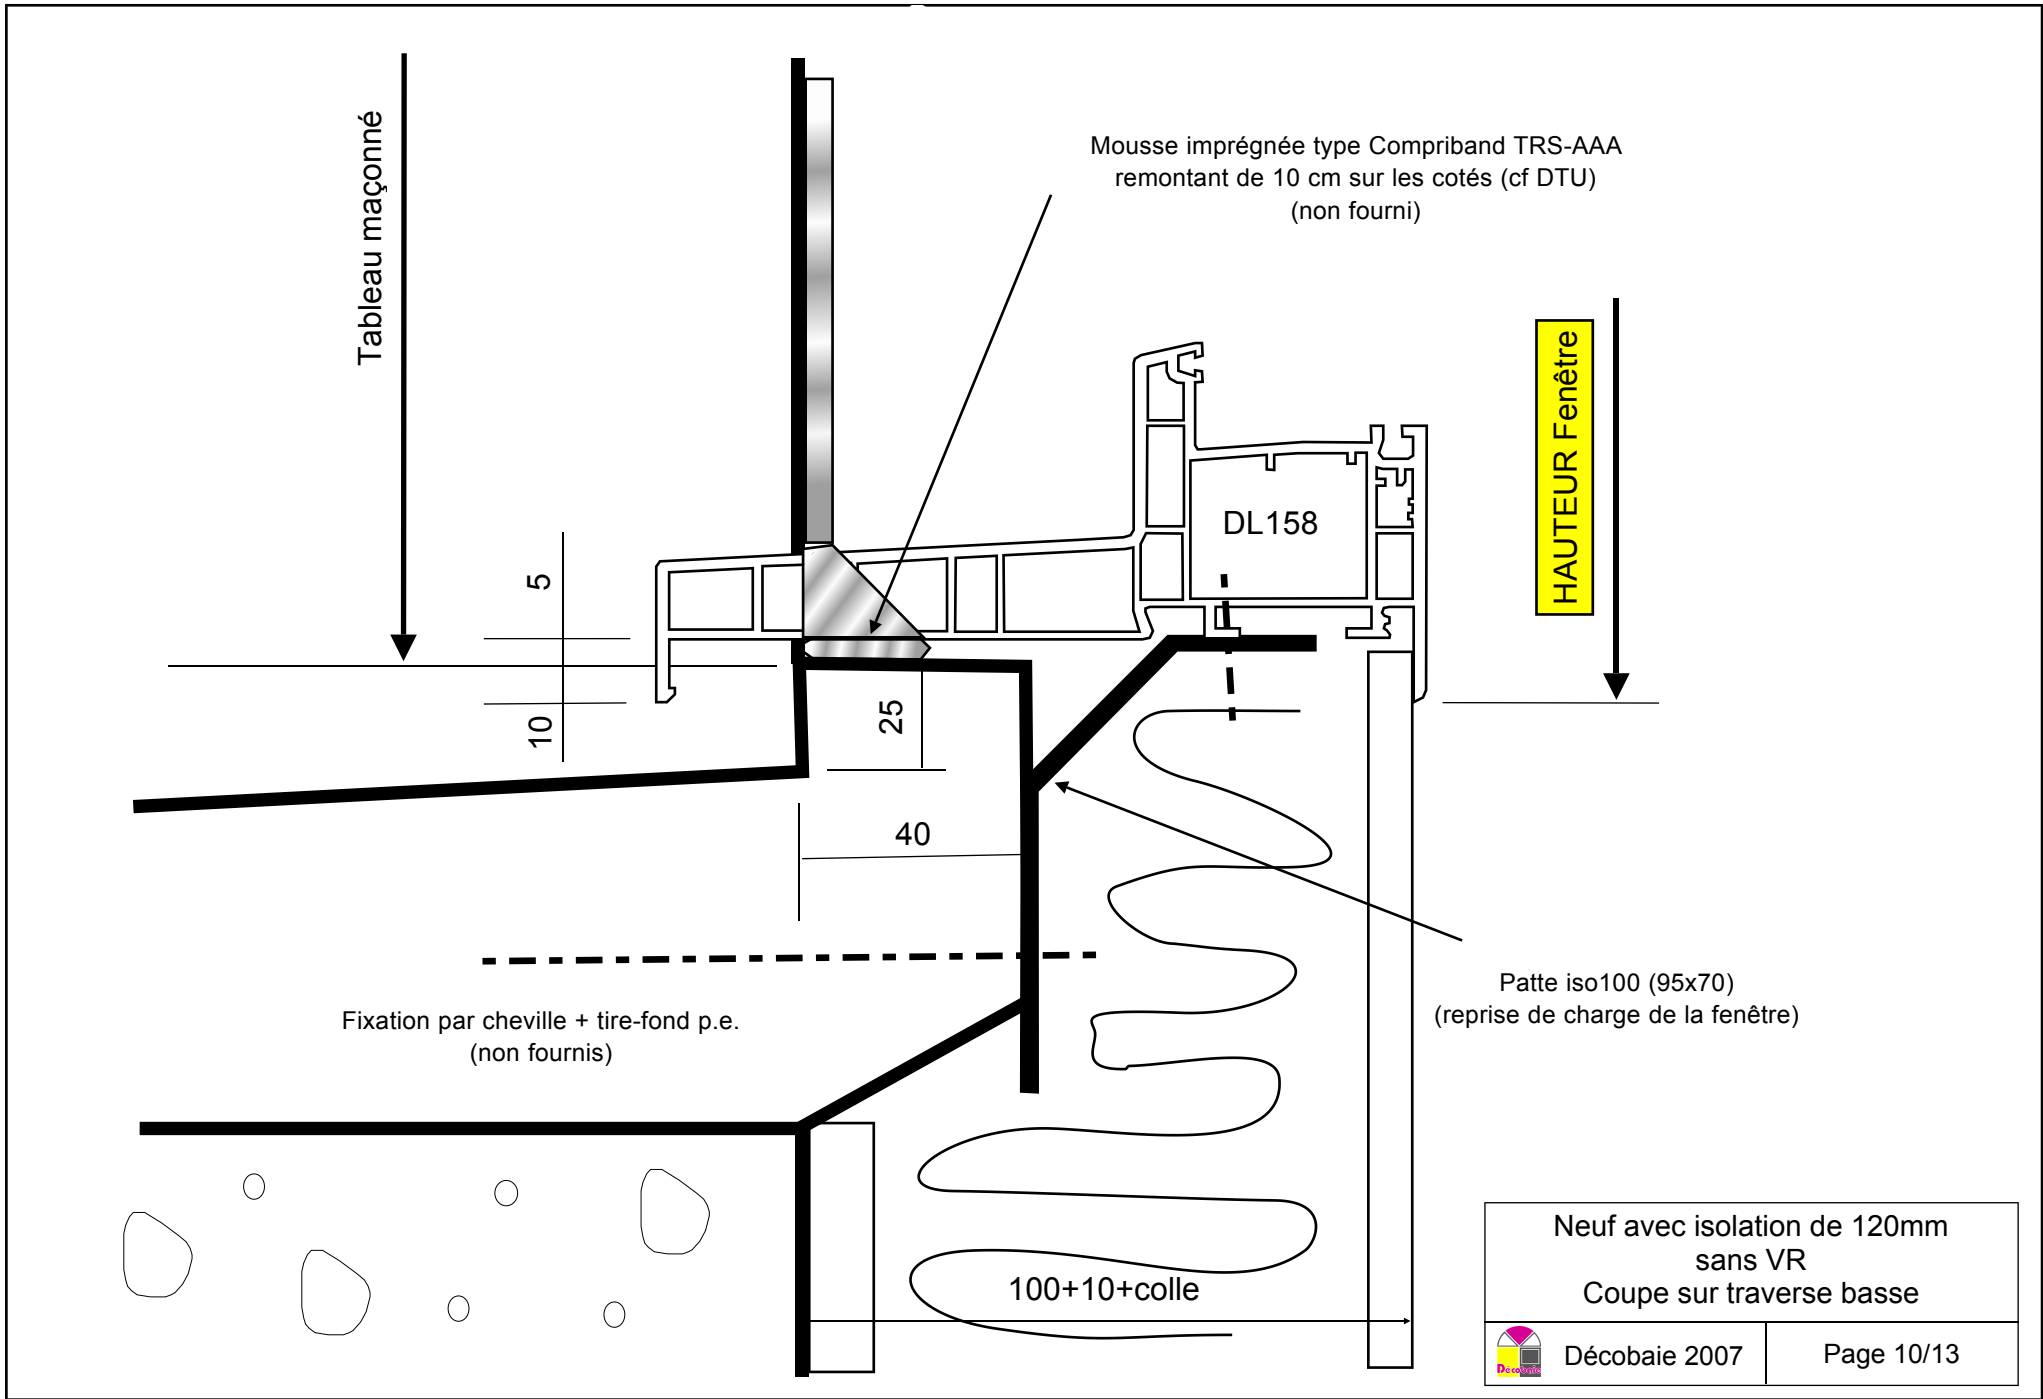 Tableau maçonné
Mousse imprégnée type Compriband TRS-AAA
remontant de 10 cm sur les cotés (cf DTU)
(non fourni)
HAUTEUR Fenêtre
DL158
5
10
25
40
Fixation par cheville + tire-fond p.e.
(non fournis)
Patte iso100 (95x70)
(reprise de charge de la fenêtre)
100+10+colle
Neuf avec isolation de 120mm
sans VR
Coupe sur traverse basse
Décobaie
Décobaie 2007
Page 10/13